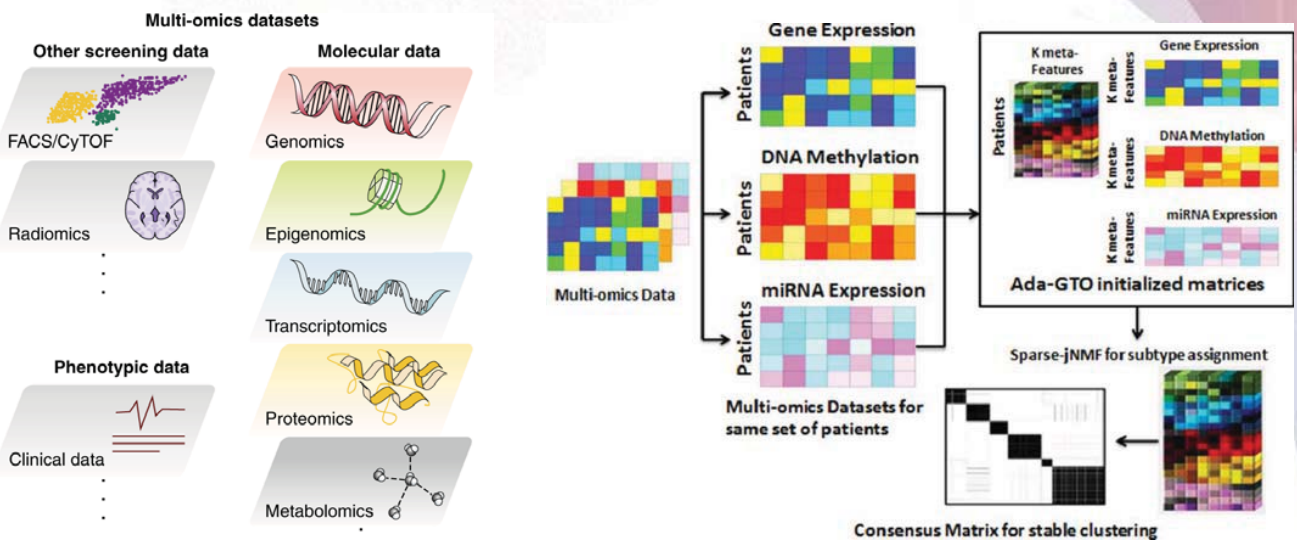 Multi-omics datasets
Other screening data
Molecular data
FACS/CyTOF
Radiomics
Phenotypic data
Clinical data
Genomics
Epigenomics
Transcriptomics
Proteomics
Metabolomics
Multi-omics Data
Gene Expression
Patients
DNA Methylation
Patients
miRNA Expression
Patients
Multi-omics Datasets for
same set of patients
K meta-
Features
Patients
Gene Expression
K meta-
Features
DNA Methylation
K meta-
Features
miRNA Expression
K meta-
Features
Ada-GTO initialized matrices
Sparse-jNMF for subtype assignment
Consensus Matrix for stable clustering